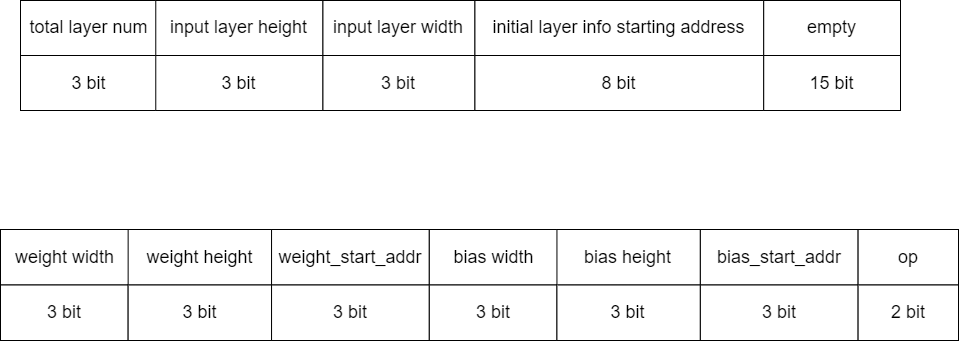 total layer num input layer height input layer width initial layer info starting address empty
3 bit 3 bit 3 bit 8 bit 15 bit
weight width weight height weight_start_addr bias width bias height bias_start_addr op
3 bit 3 bit 3 bit 3 bit 3 bit 3 bit 2 bit